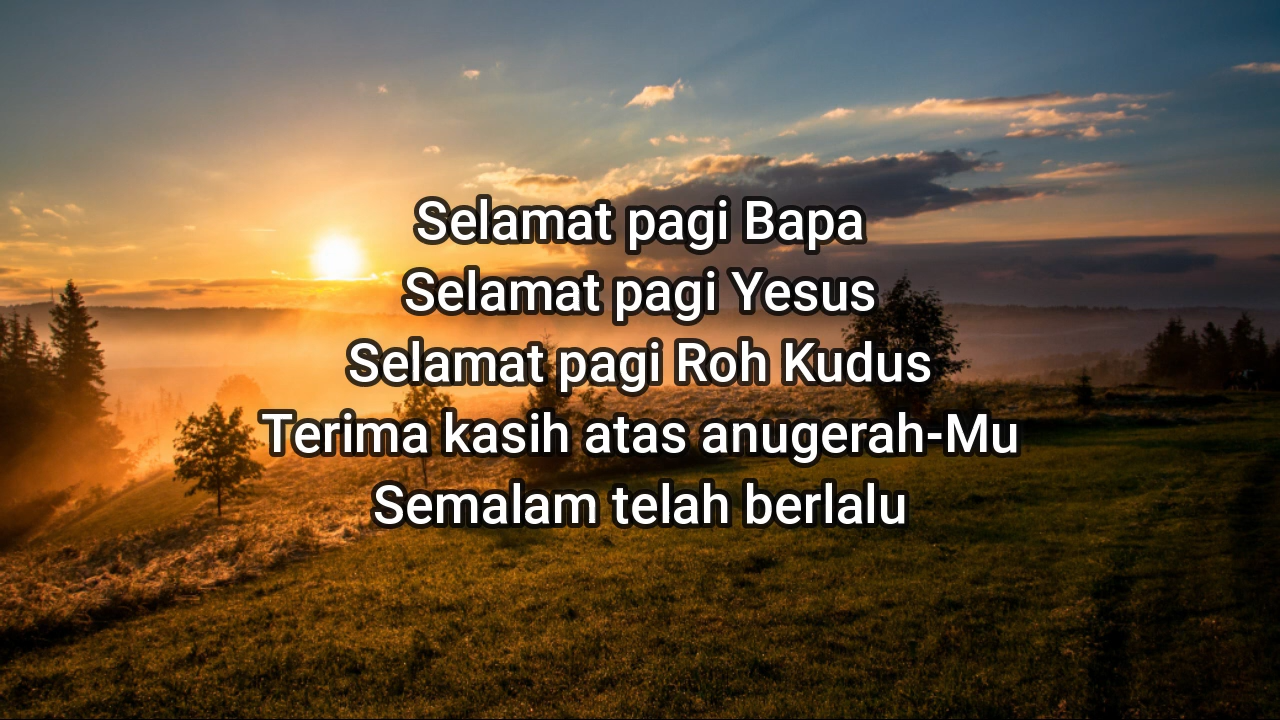 Selamat pagi Bapa
Selamat pagi Yesus
Selamat pagi Roh Kudus
Terima kasih atas anugerah-Mu
Semalam telah berlalu